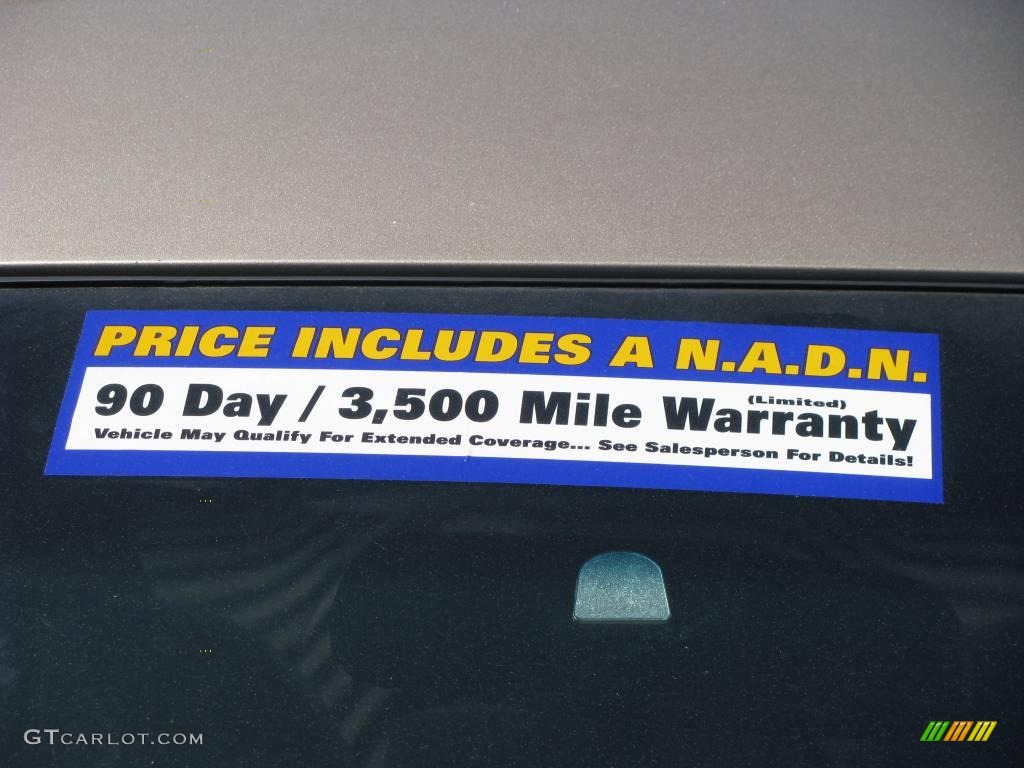 PRICE INCLUDES A N.A.D.N.
(Limited)
90 Day / 3,500 Mile Warranty
Vehicle May Qualify For Extended Coverage... See Salesperson For Details!
GTCARLOT.COM